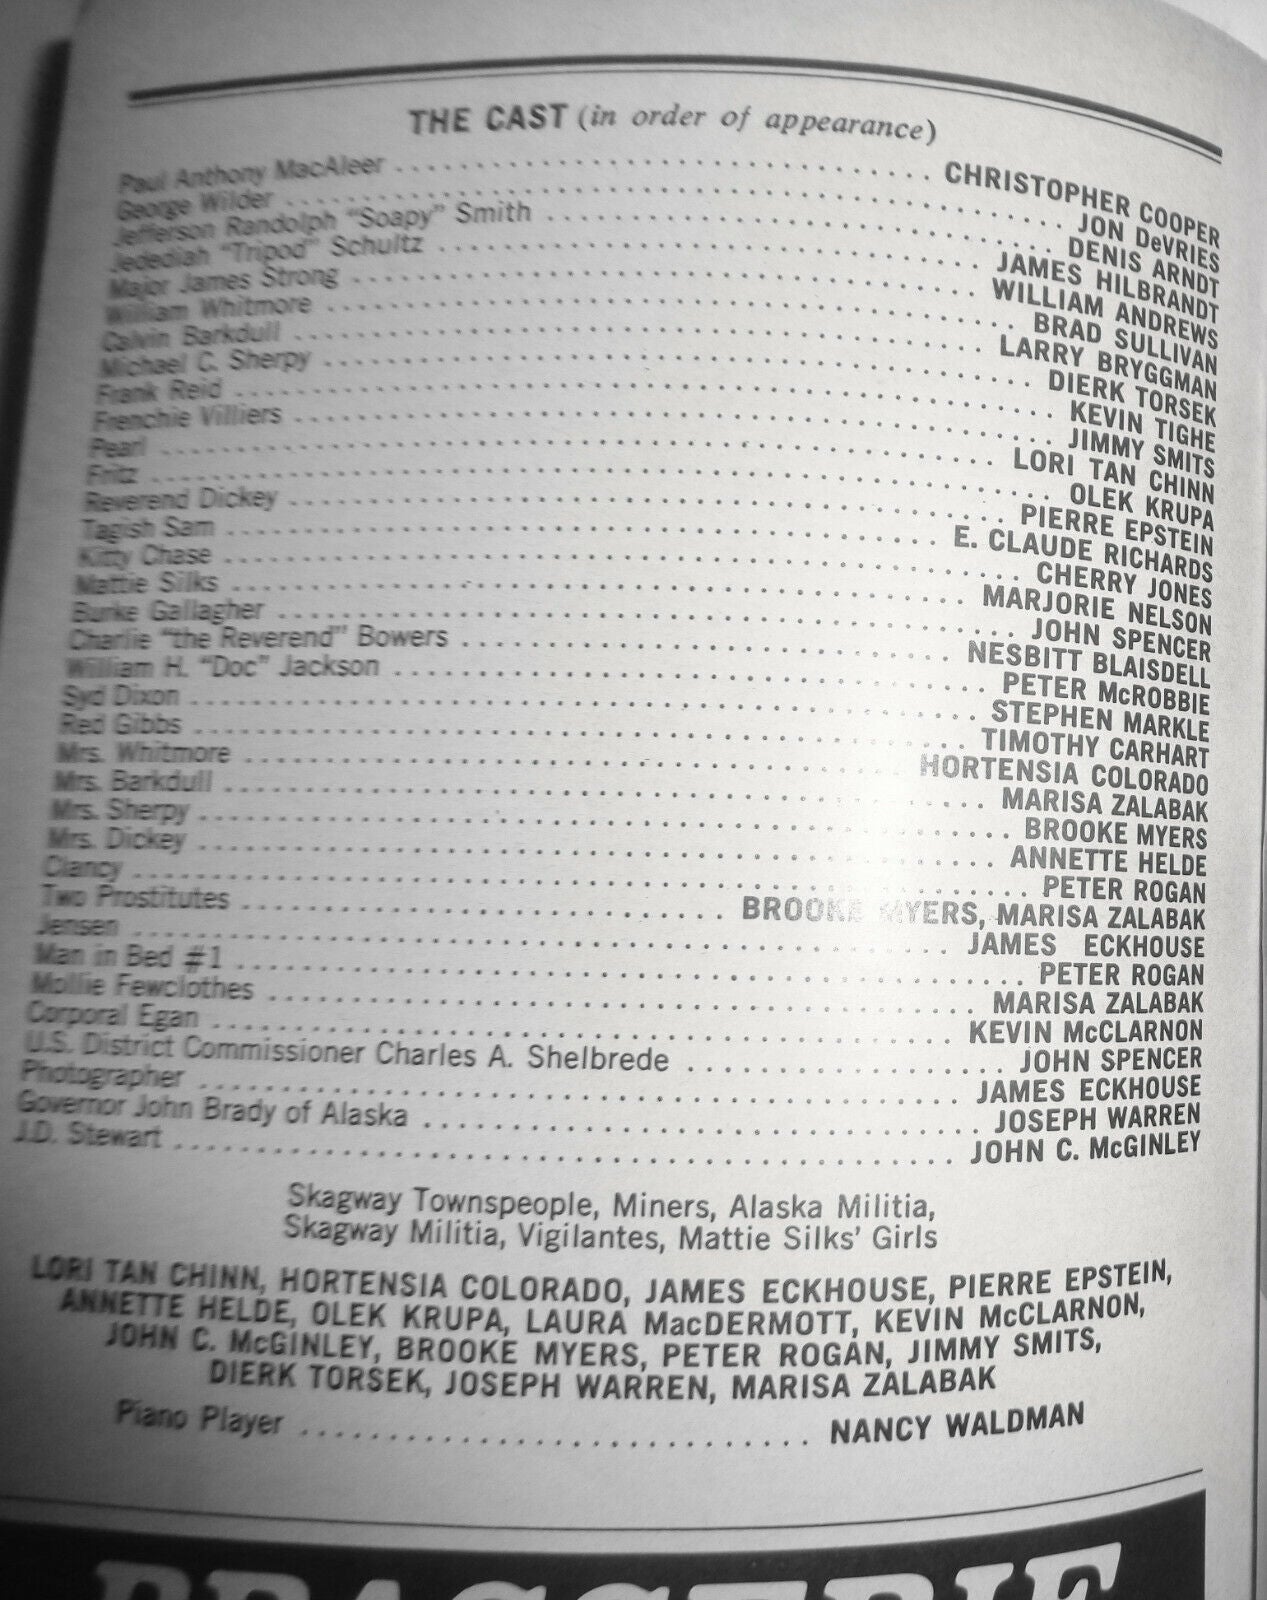 THE CAST (in order of appearance)
Paul Anthony MacAleer ............ CHRISTOPHER COOPER
George Wilder ............ JON DeVRIES
Jefferson Randolph "Soapy" Smith ............ DENIS ARNDT
Jedediah "Tripod" Schultz ............ JAMES HILBRANDT
Major James Strong ............ WILLIAM ANDREWS
William Whitmore ............ BRAD SULLIVAN
Calvin Barkdull ............ LARRY BRYGGMAN
Michael C. Sherpy ............ DIERK TORSEK
Frank Reid ............ KEVIN TIGHE
Frenchie Villiers ............ JIMMY SMITS
Pearl ............ LORI TAN CHINN
Fritz ............ OLEK KRUPA
Reverend Dickey ............ PIERRE EPSTEIN
Tagish Sam ............ E. CLAUDE RICHARDS
Kitty Chase ............ CHERRY JONES
Mattie Silks ............ MARJORIE NELSON
Burke Gallagher ............ JOHN SPENCER
Charlie "the Reverend" Bowers ............ NESBITT BLAISDELL
William H. "Doc" Jackson ............ PETER McROBBIE
Syd Dixon ............ STEPHEN MARKLE
Red Gibbs ............ TIMOTHY CARHART
Mrs. Whitmore ............ HORTENSIA COLORADO
Mrs. Barkdull ............ MARISA ZALABAK
Mrs. Sherpy ............ BROOKE MYERS
Mrs. Dickey ............ ANNETTE HELDE
Clancy ............ PETER ROGAN
Two Prostitutes ............ BROOKE MYERS, MARISA ZALABAK
Jensen ............ JAMES ECKHOUSE
Man in Bed #1 ............ PETER ROGAN
Mollie Fewclothes ............ MARISA ZALABAK
Corporal Egan ............ KEVIN McCLARNON
U.S. District Commissioner Charles A. Shelbrede ............ JOHN SPENCER
Photographer ............ JAMES ECKHOUSE
Governor John Brady of Alaska ............ JOSEPH WARREN
J.D. Stewart ............ JOHN C. McGINLEY
Skagway Townspeople, Miners, Alaska Militia,
Skagway Militia, Vigilantes, Mattie Silks' Girls
LORI TAN CHINN, HORTENSIA COLORADO, JAMES ECKHOUSE, PIERRE EPSTEIN,
ANNETTE HELDE, OLEK KRUPA, LAURA MacDERMOTT, KEVIN McCLARNON,
JOHN C. McGINLEY, BROOKE MYERS, PETER ROGAN, JIMMY SMITS,
DIERK TORSEK, JOSEPH WARREN, MARISA ZALABAK
Piano Player ............ NANCY WALDMAN
BRASSERIE